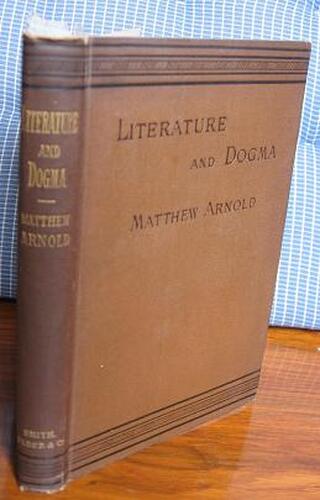 LITERATURE
AND
DOGMA
MATTHEW
ARNOLD
SMITH,
ELDER & Co
LITERATURE
AND DOGMA
MATTHEW ARNOLD